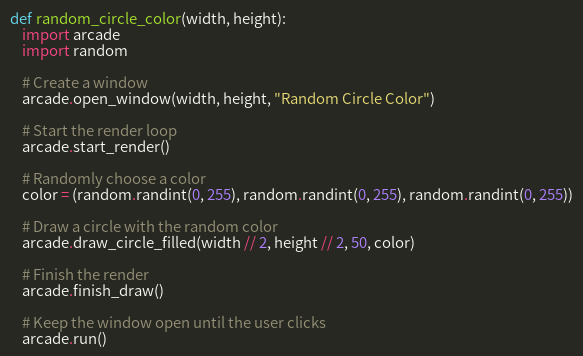 def random_circle_color(width, height):
    import arcade
    import random

    # Create a window
    arcade.open_window(width, height, "Random Circle Color")

    # Start the render loop
    arcade.start_render()

    # Randomly choose a color
    color = (random.randint(0, 255), random.randint(0, 255), random.randint(0, 255))

    # Draw a circle with the random color
    arcade.draw_circle_filled(width // 2, height // 2, 50, color)

    # Finish the render
    arcade.finish_draw()

    # Keep the window open until the user clicks
    arcade.run()